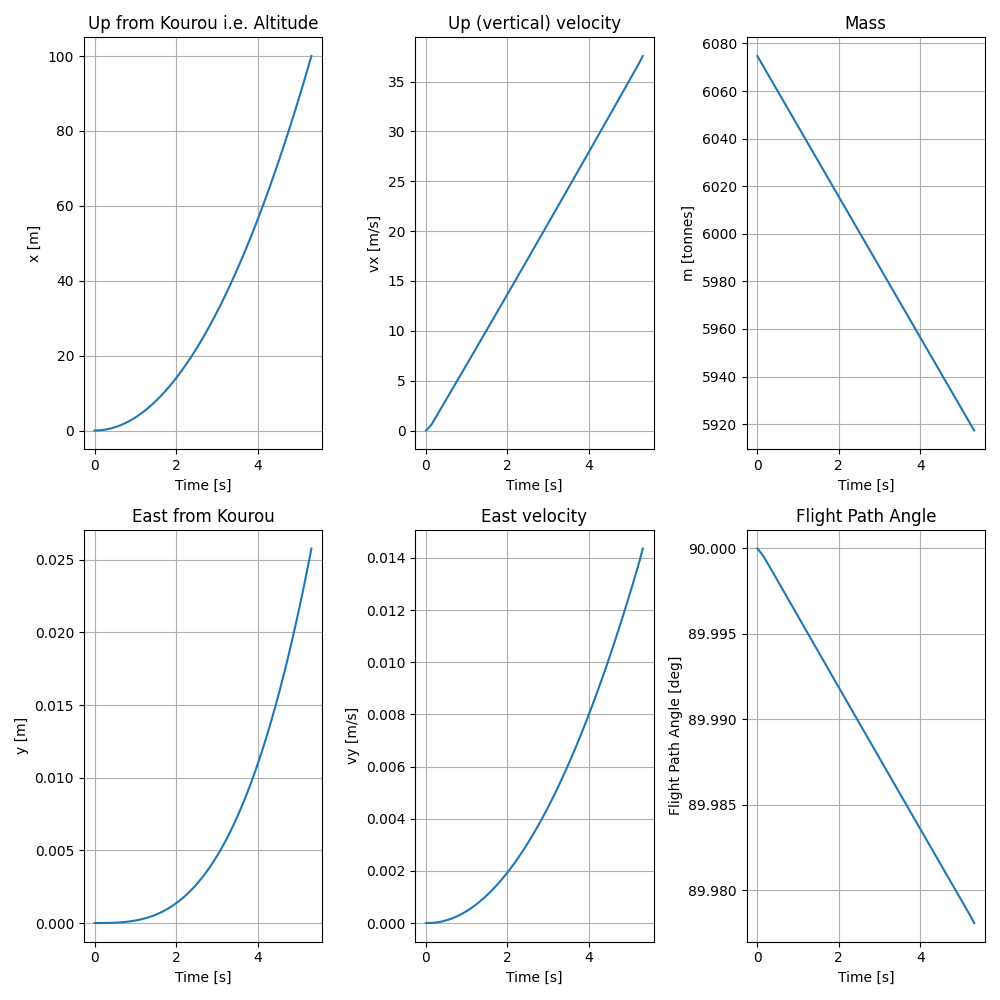 Up from Kourou i.e. Altitude
100
80
60
40
20
0
x [m]
0 2 4
Time [s]
Up (vertical) velocity
35
30
25
20
15
10
5
0
vx [m/s]
0 2 4
Time [s]
Mass
6080
6060
6040
6020
6000
5980
5960
5940
5920
m [tonnes]
0 2 4
Time [s]
East from Kourou
0.025
0.020
0.015
0.010
0.005
0.000
y [m]
0 2 4
Time [s]
East velocity
0.014
0.012
0.010
0.008
0.006
0.004
0.002
0.000
vy [m/s]
0 2 4
Time [s]
Flight Path Angle
90.000
89.995
89.990
89.985
89.980
Flight Path Angle [deg]
0 2 4
Time [s]